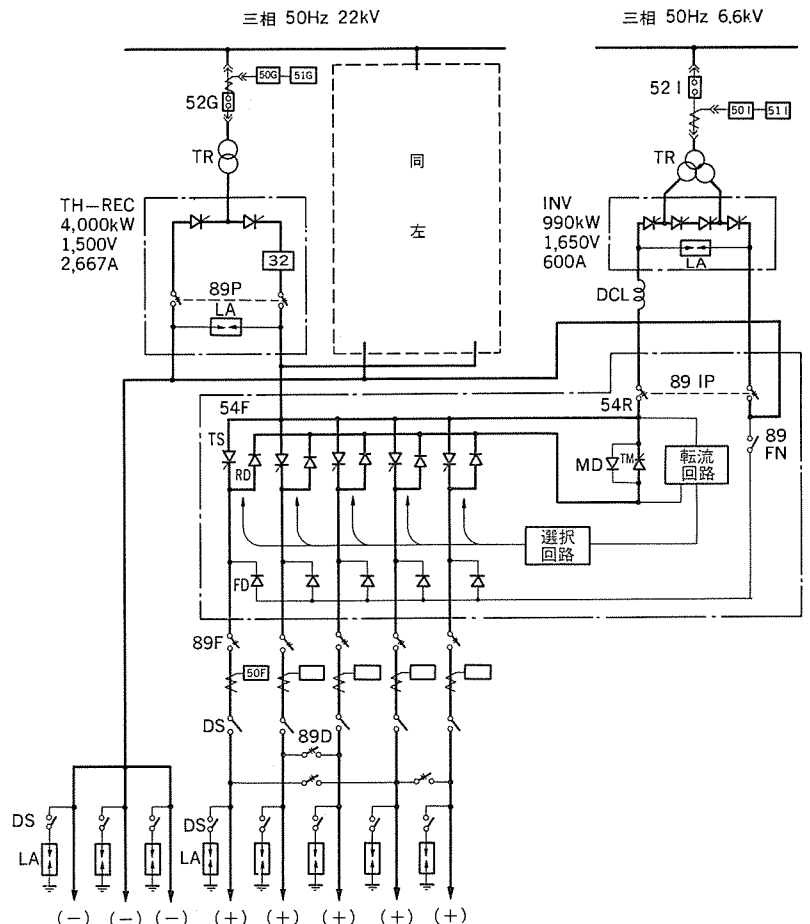 三相 50Hz 22kV
三相 50Hz 6.6kV
50G
51G
52G
TR
同
左
52I
50I
51I
TR
TH-REC
4,000kW
1,500V
2,667A
32
89P
LA
INV
990kW
1,650V
600A
LA
DCL
89 IP
54F
54R
TS
RD
MD
TM
転流
回路
89
FN
選択
回路
FD
89F
50F
DS
89D
DS
LA
DS
LA
(-) (-) (-) (+) (+) (+) (+) (+)